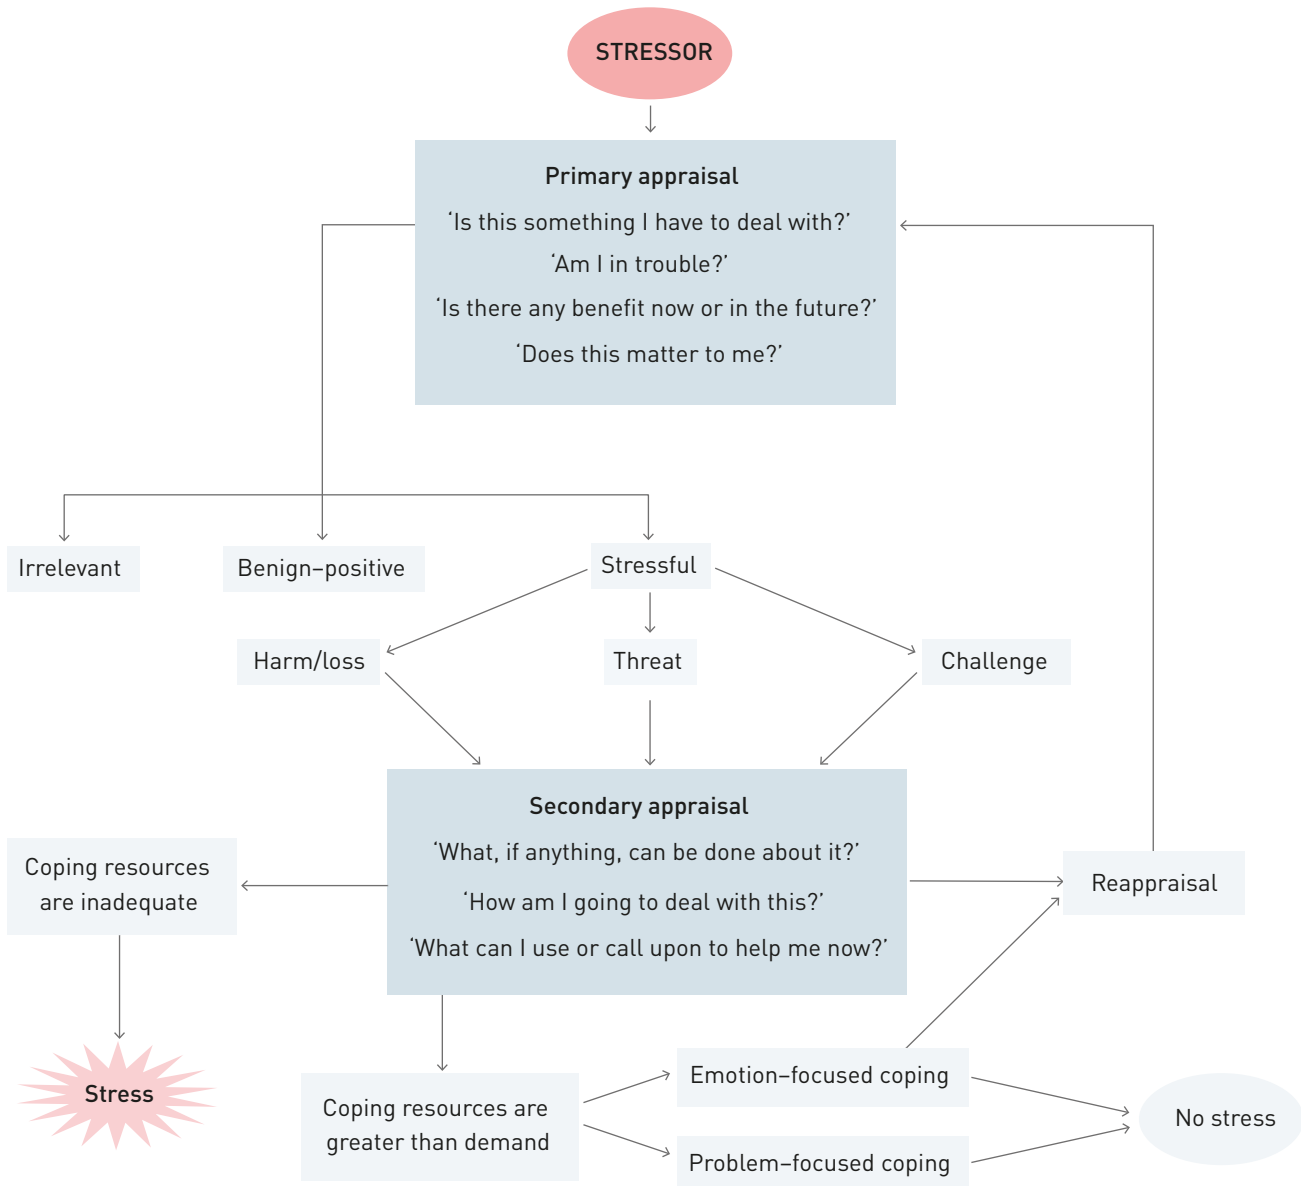 STRESSOR
Primary appraisal
‘Is this something I have to deal with?’
‘Am I in trouble?’
‘Is there any benefit now or in the future?’
‘Does this matter to me?’
Irrelevant
Benign–positive
Stressful
Harm/loss
Threat
Challenge
Secondary appraisal
‘What, if anything, can be done about it?’
‘How am I going to deal with this?’
‘What can I use or call upon to help me now?’
Coping resources
are inadequate
Reappraisal
Stress
Coping resources are
greater than demand
Emotion–focused coping
Problem–focused coping
No stress